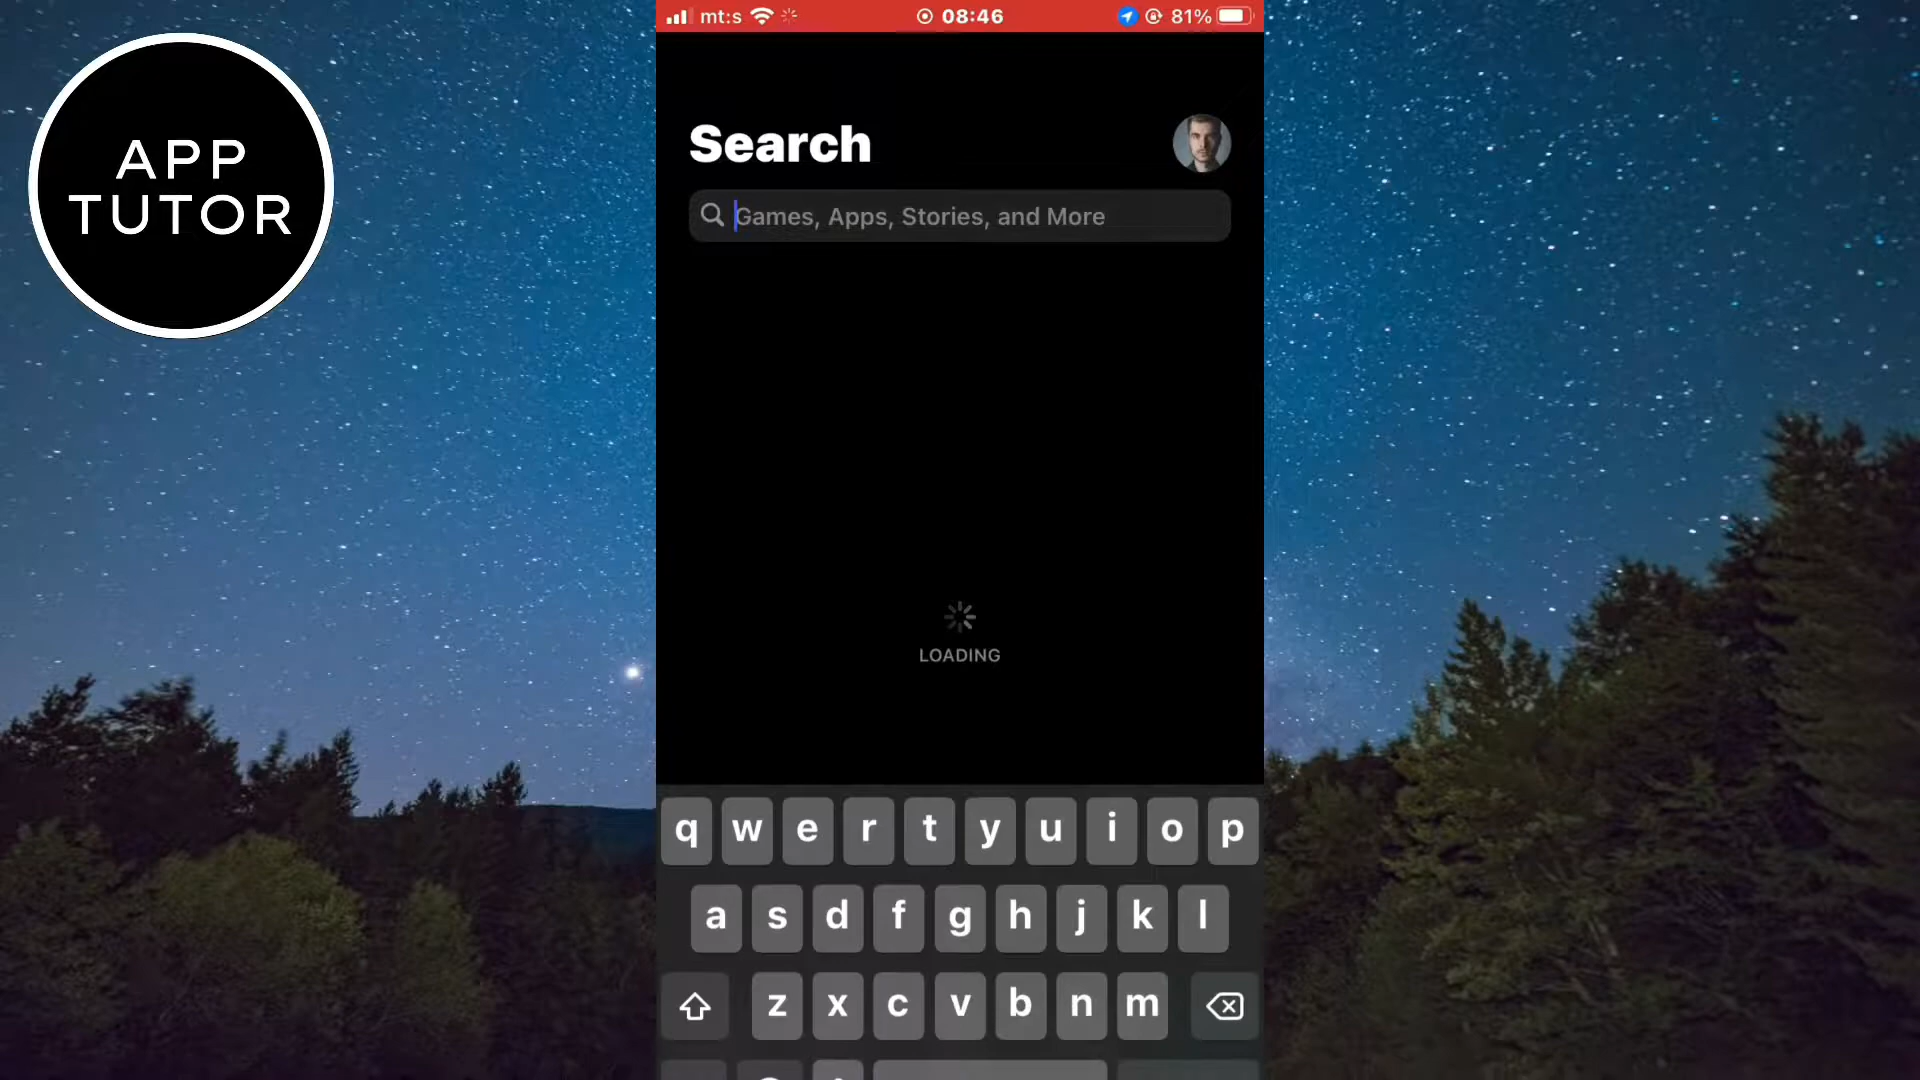 APP
TUTOR
mt:s 08:46 81%
Search
Games, Apps, Stories, and More
LOADING
q w e r t y u i o p
a s d f g h j k l
z x c v b n m